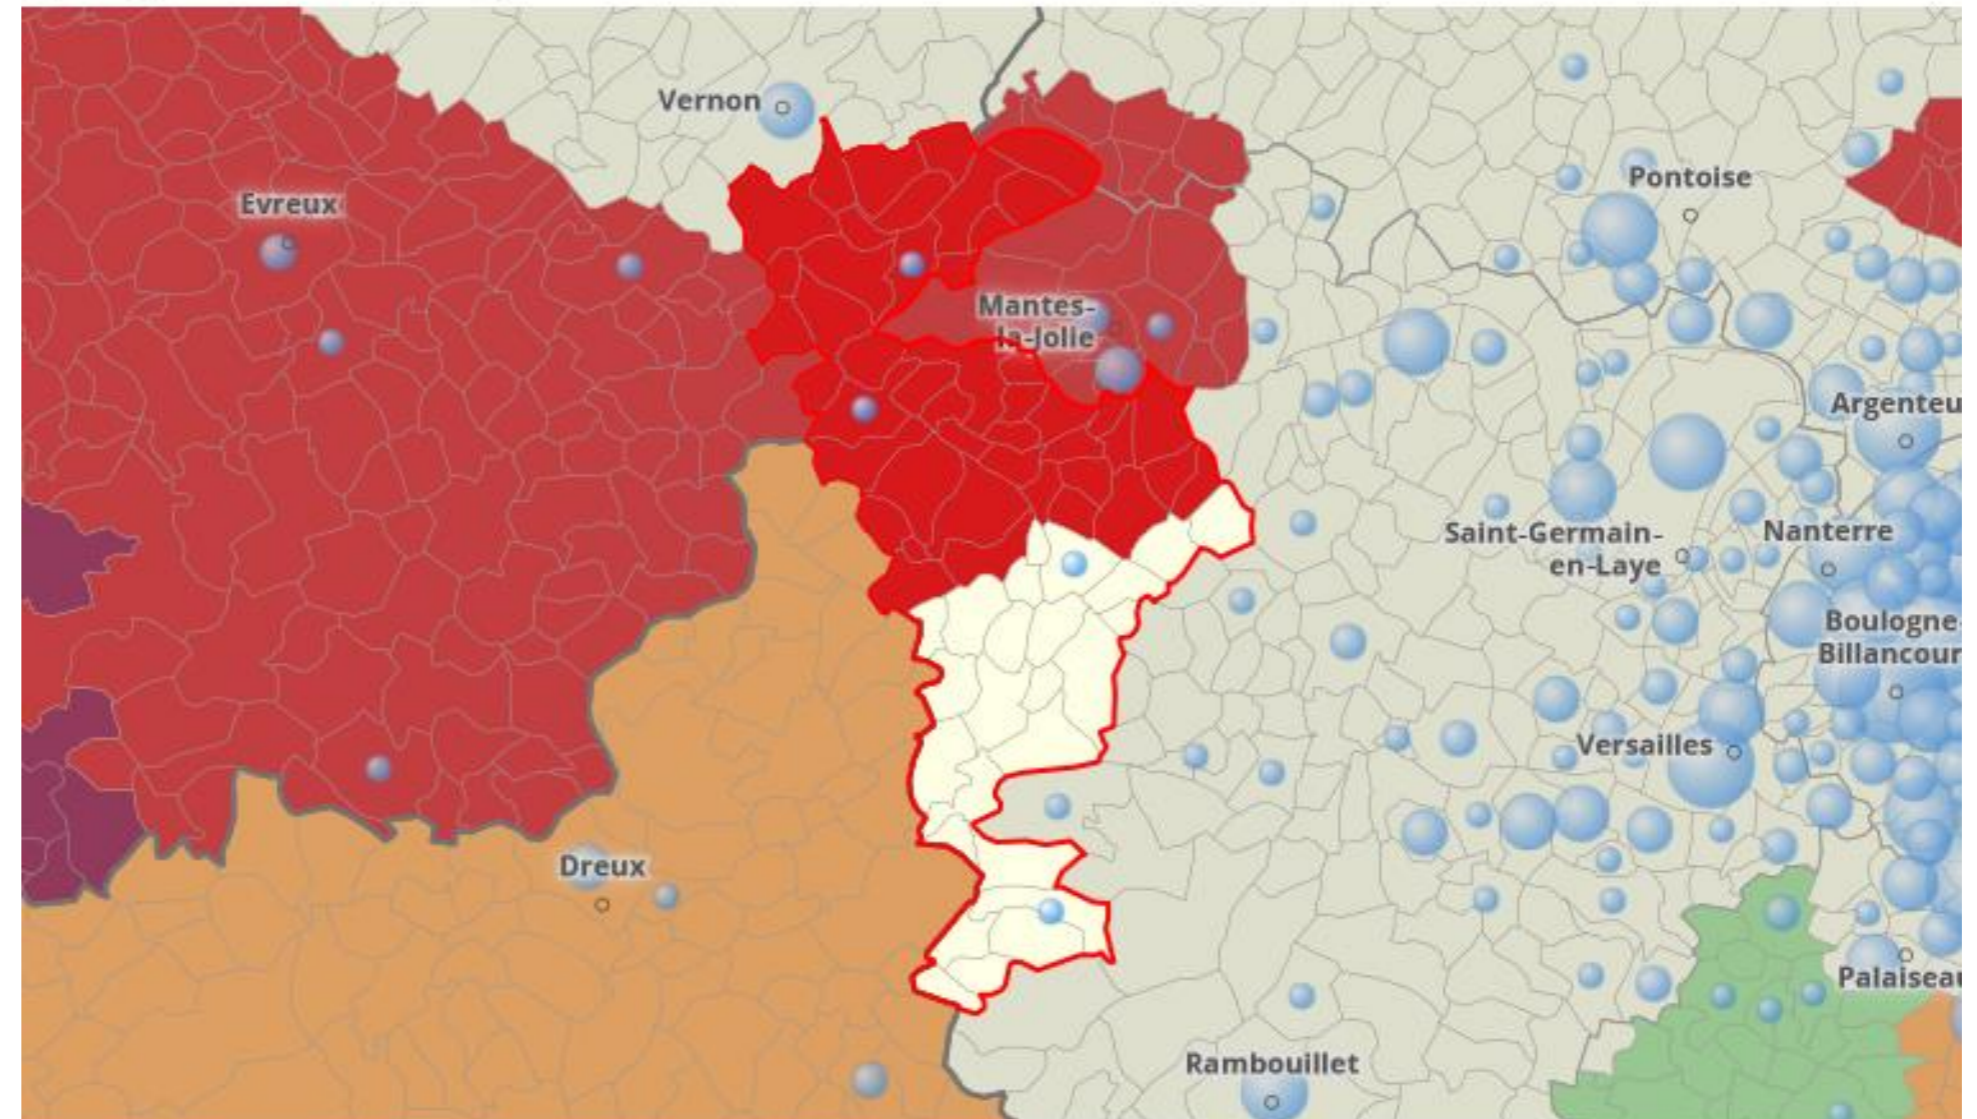 Vernon
Pontoise
Evreux
Mantes-
la-Jolie
Argenteu
Saint-Germain-
en-Laye
Nanterre
Boulogne-
Billancour
Versailles
Dreux
Palaiseau
Rambouillet